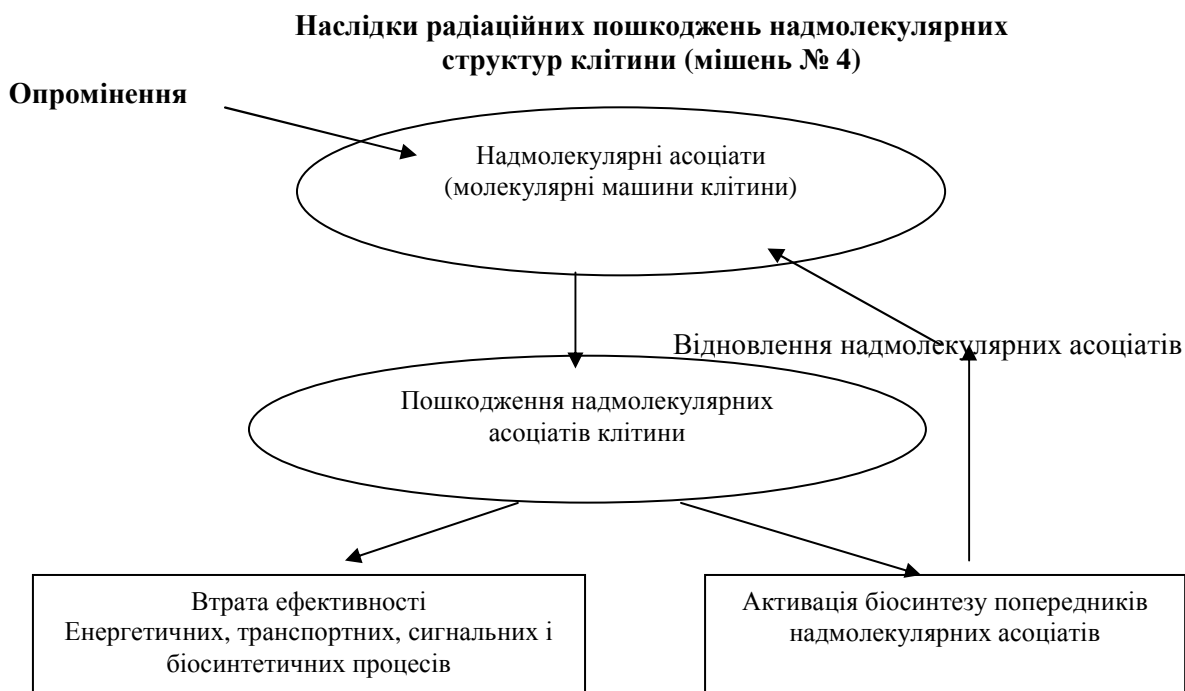 Наслідки радіаційних пошкоджень надмолекулярних
структур клітини (мішень № 4)
Опромінення
Надмолекулярні асоціати
(молекулярні машини клітини)
Відновлення надмолекулярних асоціатів
Пошкодження надмолекулярних
асоціатів клітини
Втрата ефективності
Енергетичних, транспортних, сигнальних і
біосинтетичних процесів
Активація біосинтезу попередників
надмолекулярних асоціатів